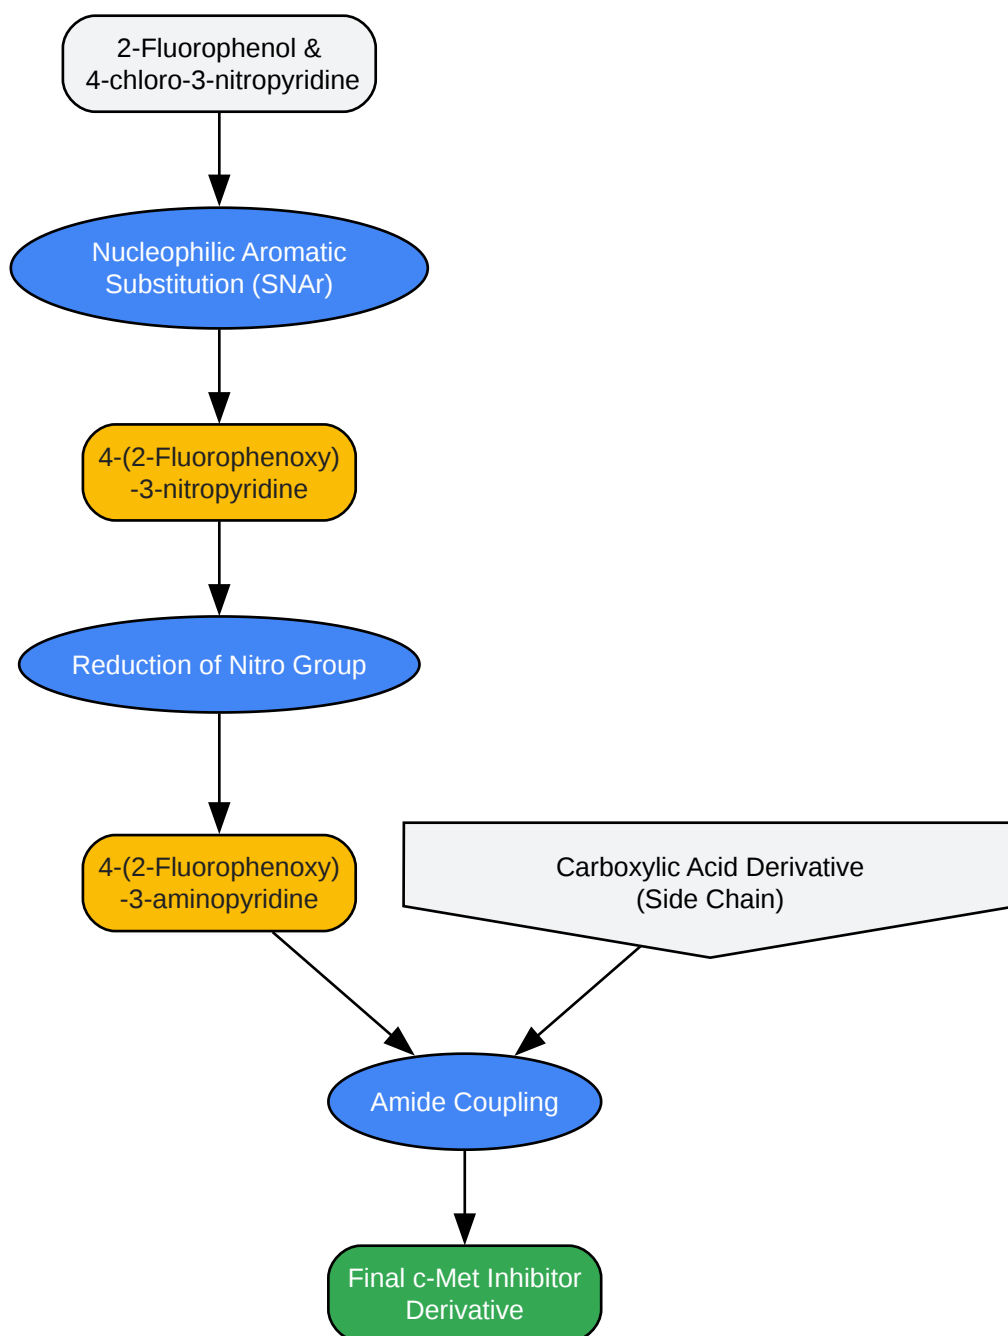 2-Fluorophenol &
4-chloro-3-nitropyridine
Nucleophilic Aromatic
Substitution (SNAr)
4-(2-Fluorophenoxy)
-3-nitropyridine
Reduction of Nitro Group
4-(2-Fluorophenoxy)
-3-aminopyridine
Carboxylic Acid Derivative
(Side Chain)
Amide Coupling
Final c-Met Inhibitor
Derivative